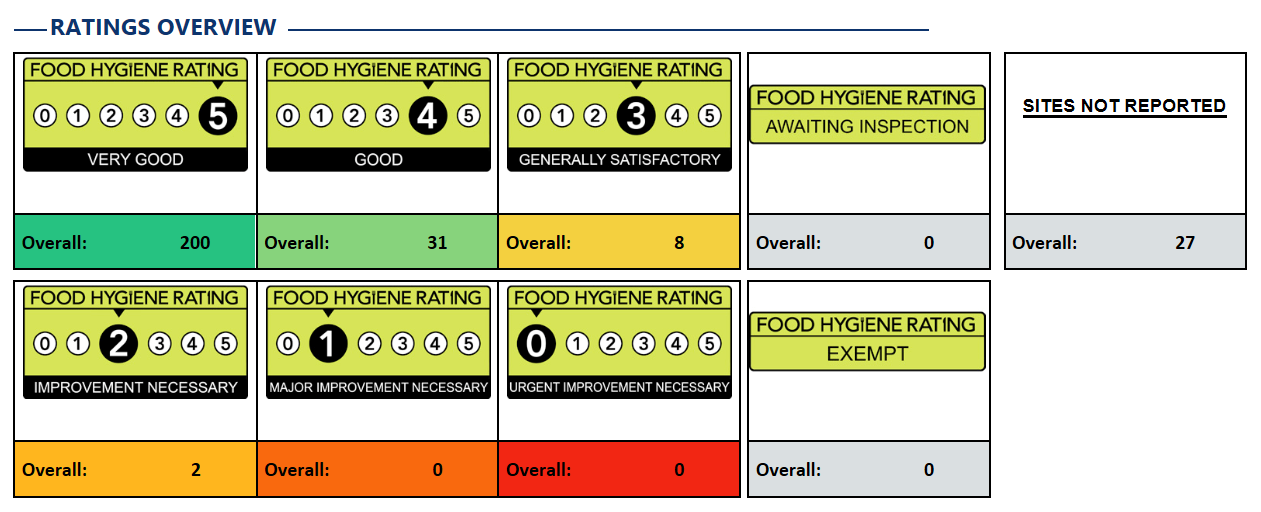 RATINGS OVERVIEW
FOOD HYGIENE RATING
0 1 2 3 4 5
VERY GOOD
Overall: 200
FOOD HYGIENE RATING
0 1 2 3 4 5
GOOD
Overall: 31
FOOD HYGIENE RATING
0 1 2 3 4 5
GENERALLY SATISFACTORY
Overall: 8
FOOD HYGIENE RATING
AWAITING INSPECTION
Overall: 0
SITES NOT REPORTED
Overall: 27
FOOD HYGIENE RATING
0 1 2 3 4 5
IMPROVEMENT NECESSARY
Overall: 2
FOOD HYGIENE RATING
0 1 2 3 4 5
MAJOR IMPROVEMENT NECESSARY
Overall: 0
FOOD HYGIENE RATING
0 1 2 3 4 5
URGENT IMPROVEMENT NECESSARY
Overall: 0
FOOD HYGIENE RATING
EXEMPT
Overall: 0